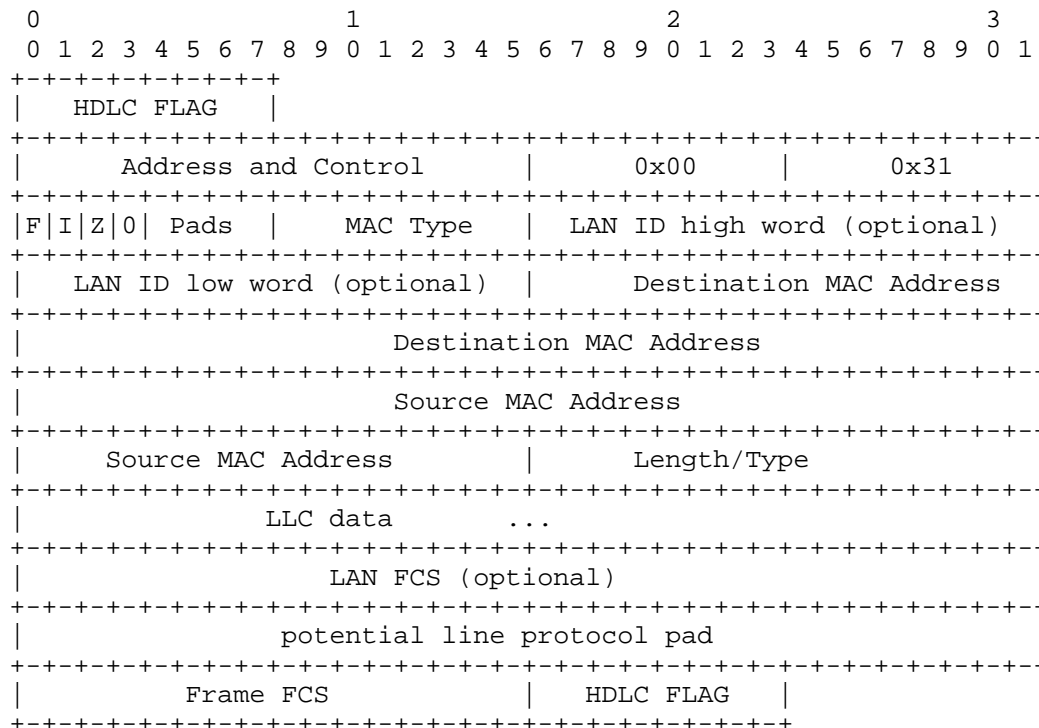 0                   1                   2                   3
 0 1 2 3 4 5 6 7 8 9 0 1 2 3 4 5 6 7 8 9 0 1 2 3 4 5 6 7 8 9 0 1
+-+-+-+-+-+-+-+-+
|   HDLC FLAG   |
+-+-+-+-+-+-+-+-+-+-+-+-+-+-+-+-+-+-+-+-+-+-+-+-+-+-+-+-+-+-+-+-+-
|      Address and Control      |      0x00     |      0x31
+-+-+-+-+-+-+-+-+-+-+-+-+-+-+-+-+-+-+-+-+-+-+-+-+-+-+-+-+-+-+-+-+-
|F|I|Z|0| Pads  |    MAC Type   |  LAN ID high word (optional)
+-+-+-+-+-+-+-+-+-+-+-+-+-+-+-+-+-+-+-+-+-+-+-+-+-+-+-+-+-+-+-+-+-
|   LAN ID low word (optional)  |      Destination MAC Address
+-+-+-+-+-+-+-+-+-+-+-+-+-+-+-+-+-+-+-+-+-+-+-+-+-+-+-+-+-+-+-+-+-
|                       Destination MAC Address
+-+-+-+-+-+-+-+-+-+-+-+-+-+-+-+-+-+-+-+-+-+-+-+-+-+-+-+-+-+-+-+-+-
|                       Source MAC Address
+-+-+-+-+-+-+-+-+-+-+-+-+-+-+-+-+-+-+-+-+-+-+-+-+-+-+-+-+-+-+-+-+-
|     Source MAC Address        |      Length/Type
+-+-+-+-+-+-+-+-+-+-+-+-+-+-+-+-+-+-+-+-+-+-+-+-+-+-+-+-+-+-+-+-+-
|               LLC data       ...
+-+-+-+-+-+-+-+-+-+-+-+-+-+-+-+-+-+-+-+-+-+-+-+-+-+-+-+-+-+-+-+-+-
|                   LAN FCS (optional)
+-+-+-+-+-+-+-+-+-+-+-+-+-+-+-+-+-+-+-+-+-+-+-+-+-+-+-+-+-+-+-+-+-
|                potential line protocol pad
+-+-+-+-+-+-+-+-+-+-+-+-+-+-+-+-+-+-+-+-+-+-+-+-+-+-+-+-+-+-+-+-+-
|          Frame FCS            |   HDLC FLAG   |
+-+-+-+-+-+-+-+-+-+-+-+-+-+-+-+-+-+-+-+-+-+-+-+-+